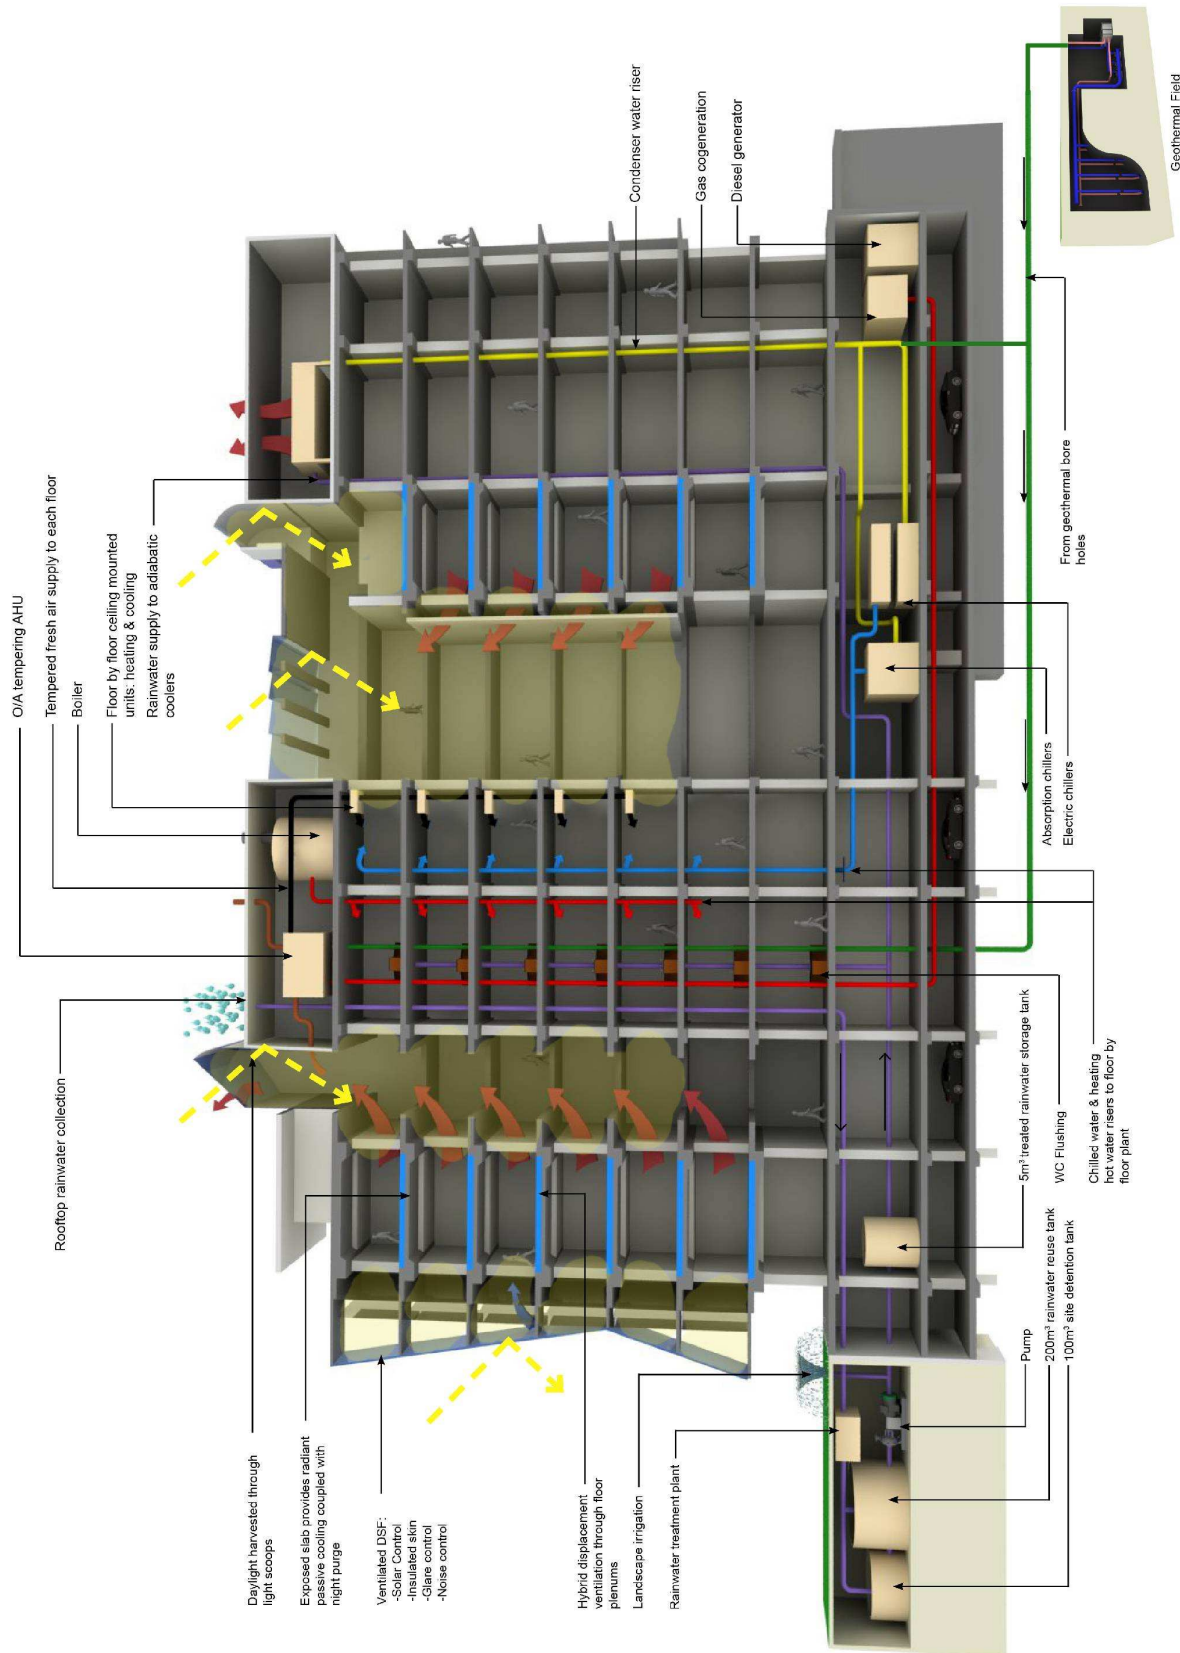 Rooftop rainwater collection
O/A tempering AHU
Tempered fresh air supply to each floor
Boiler
Floor by floor ceiling mounted
units: heating & cooling
Rainwater supply to adiabatic
coolers
Daylight harvested through
light scoops
Exposed slab provides radiant
passive cooling coupled with
night purge
Ventilated DSF:
-Solar Control
-Insulated skin
-Glare control
-Noise control
Hybrid displacement
ventilation through floor
plenums
Landscape irrigation
Rainwater treatment plant
Condenser water riser
Gas cogeneration
Diesel generator
Pump
200m³ rainwater reuse tank
100m³ site detention tank
5m³ treated rainwater storage tank
WC Flushing
Chilled water & heating
hot water risers to floor by
floor plant
Absorption chillers
Electric chillers
From geothermal bore
holes
Geothermal Field